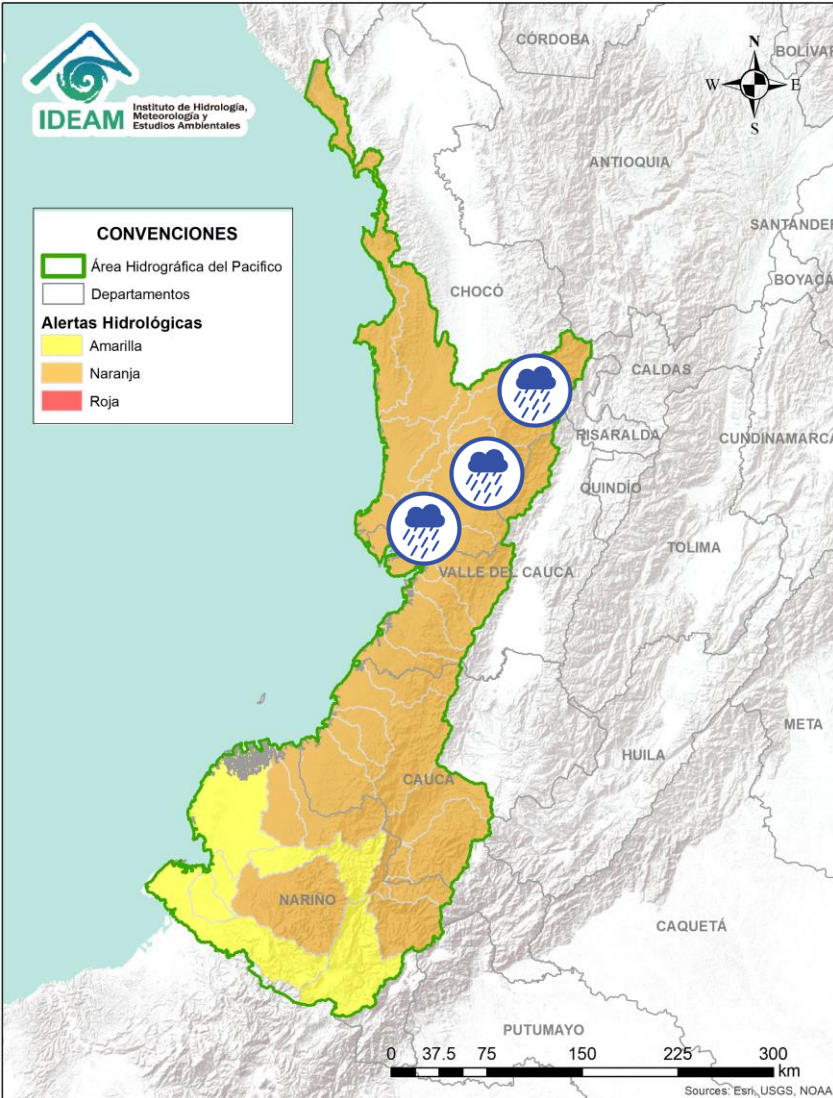 IDEAM
Instituto de Hidrología,
Meteorología y
Estudios Ambientales
CÓRDOBA
BOLÍVAR
N
W
E
S
ANTIOQUIA
SANTANDER
BOYACÁ
CONVENCIONES
Área Hidrográfica del Pacifico
Departamentos
Alertas Hidrológicas
Amarilla
Naranja
Roja
CHOCÓ
CALDAS
RISARALDA
CUNDINAMARCA
QUINDÍO
TOLIMA
VALLE DEL CAUCA
META
HUILA
CAUCA
NARIÑO
CAQUETÁ
PUTUMAYO
0 37.5 75 150 225 300
km
Sources: Esri, USGS, NOAA